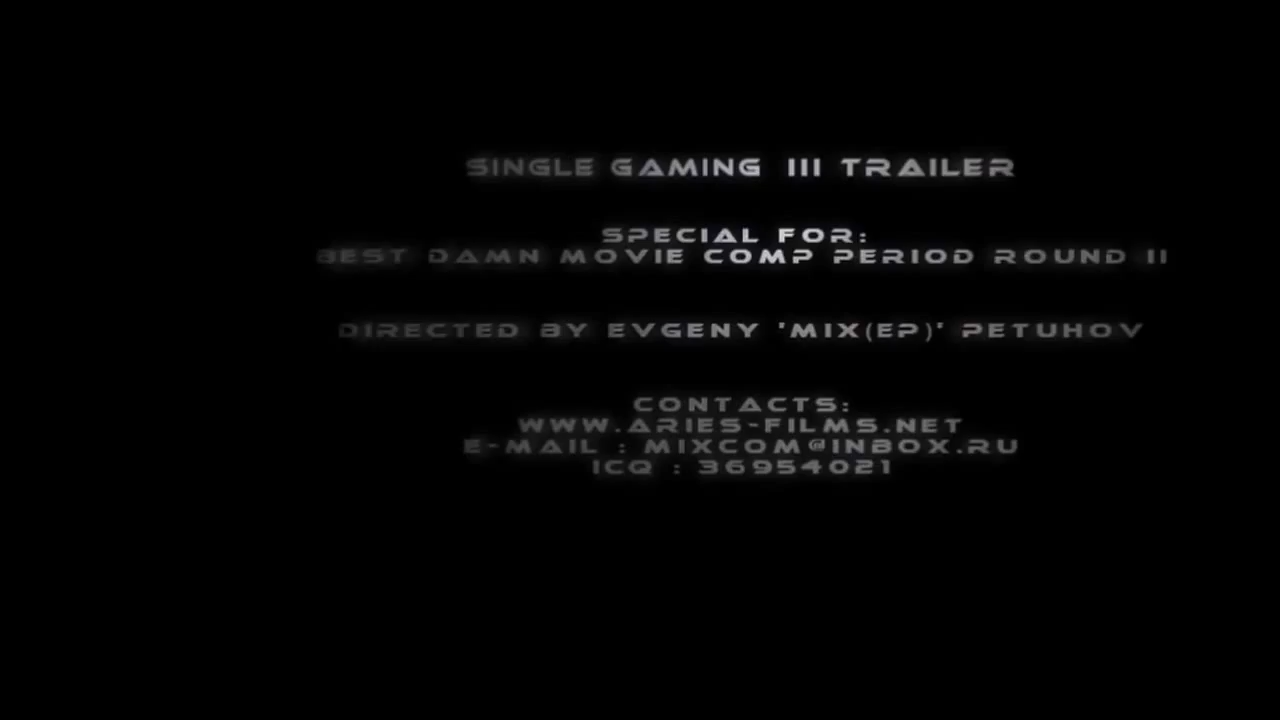 SINGLE GAMING III TRAILER
SPECIAL FOR:
BEST DAMN MOVIE COMP PERIOD ROUND II
DIRECTED BY EVGENY 'MIX(EP)' PETUHOV
CONTACTS:
WWW.ARIES-FILMS.NET
E-MAIL : MIXCOM@INBOX.RU
ICQ : 36954021